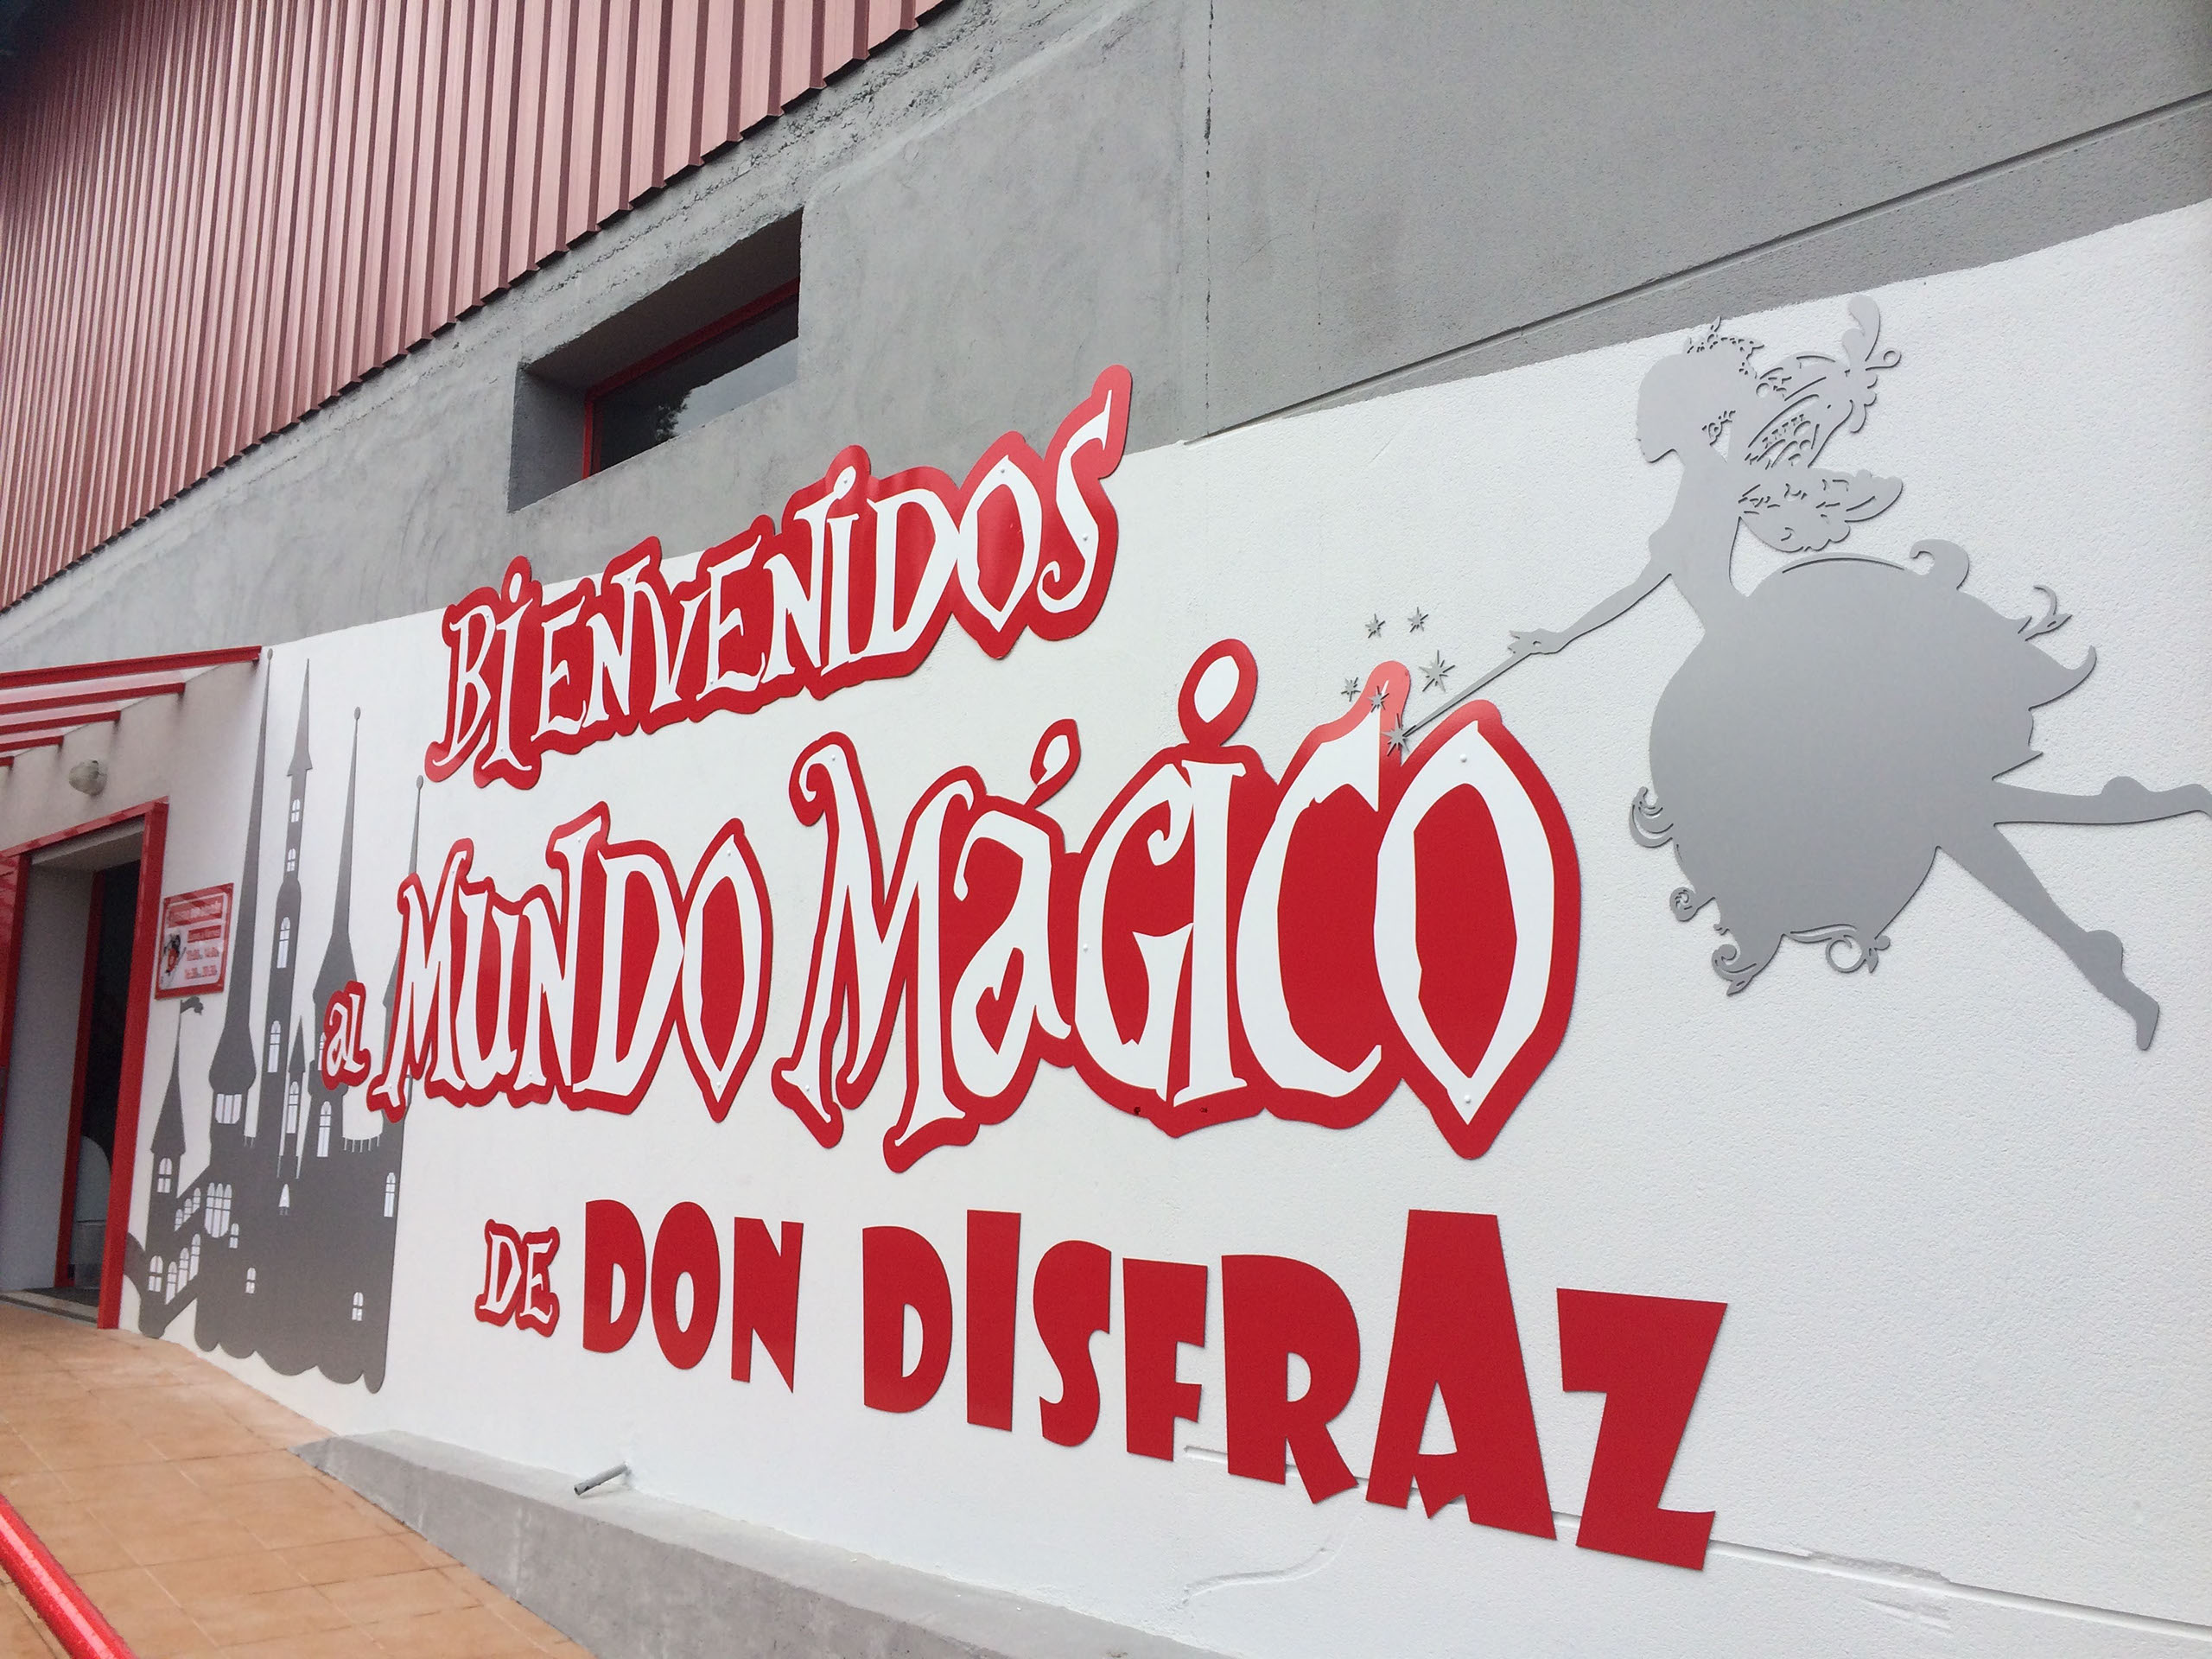 BIENVENIDOS
al MUNDO MáGICO
DE DON DISFRAZ